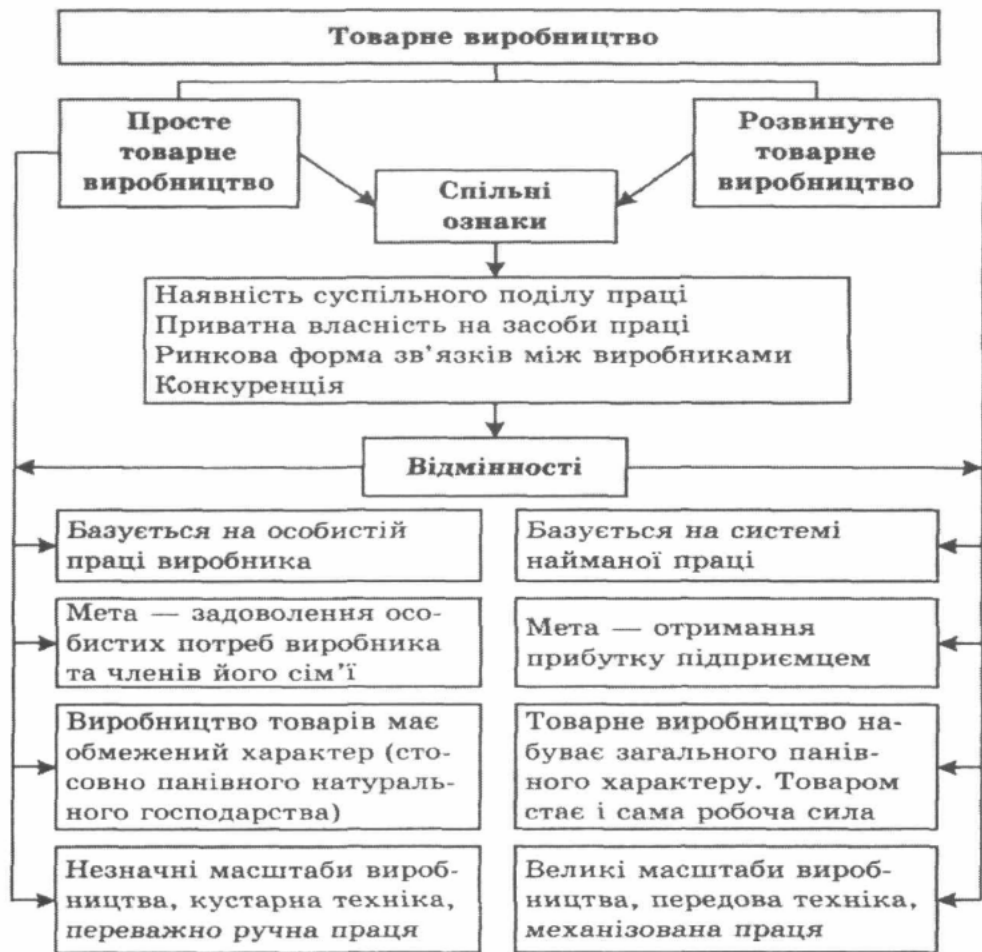 Товарне виробництво
Просте
товарне
виробництво
Розвинуте
товарне
виробництво
Спільні
ознаки
Наявність суспільного поділу праці
Приватна власність на засоби праці
Ринкова форма зв'язків між виробниками
Конкуренція
Відмінності
Базується на особистій
праці виробника
Базується на системі
найманої праці
Мета — задоволення осо-
бистих потреб виробника
та членів його сім'ї
Мета — отримання
прибутку підприємцем
Виробництво товарів має
обмежений характер (сто-
совно панівного натураль-
ного господарства)
Товарне виробництво на-
буває загального панів-
ного характеру. Товаром
стає і сама робоча сила
Незначні масштаби вироб-
ництва, кустарна техніка,
переважно ручна праця
Великі масштаби вироб-
ництва, передова техніка,
механізована праця